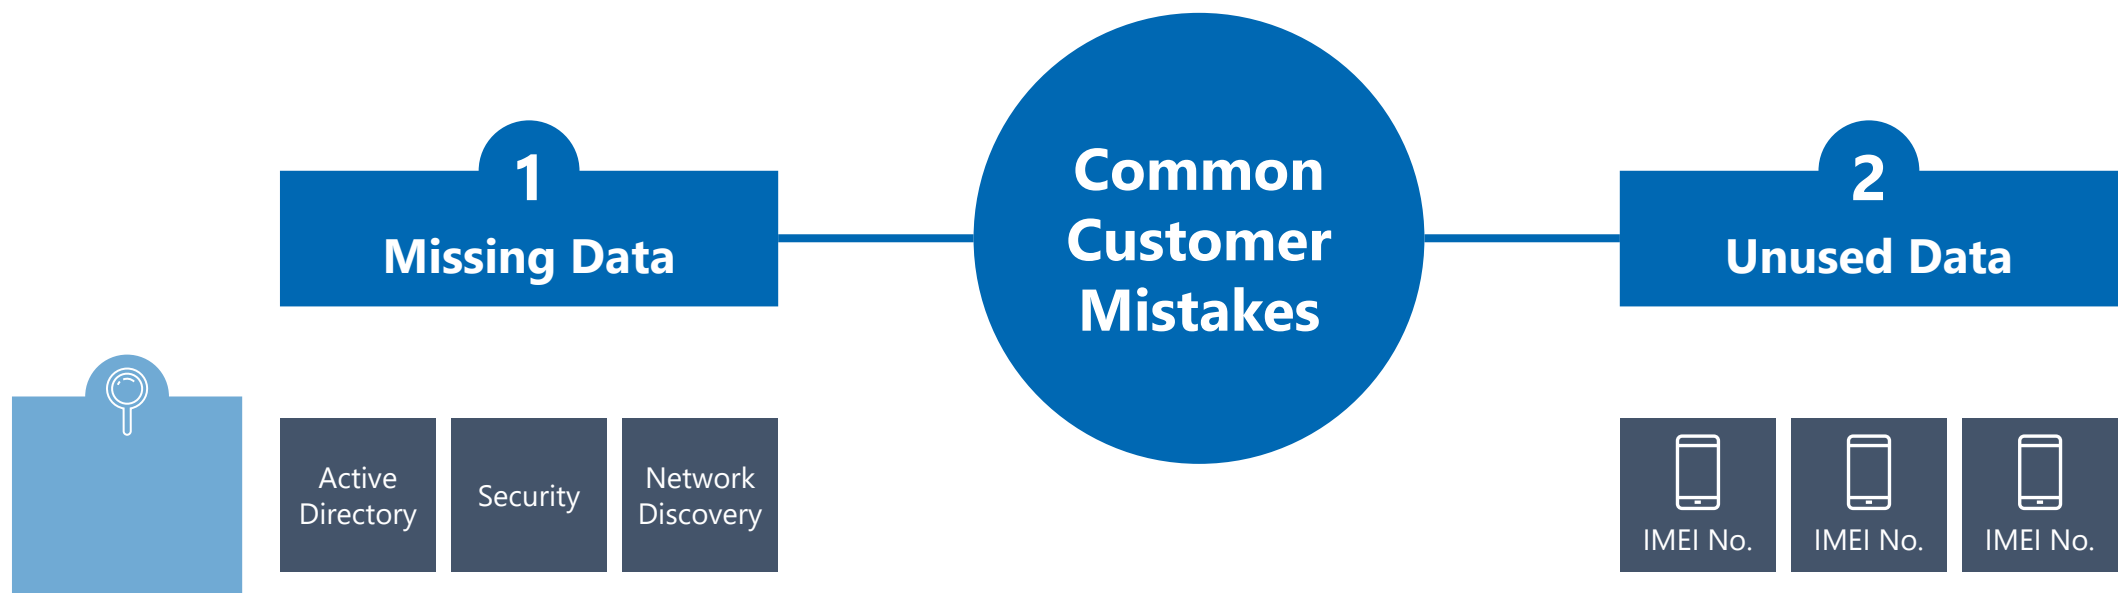 1
Missing Data
Common
Customer
Mistakes
2
Unused Data
Active
Directory
Security
Network
Discovery
IMEI No.
IMEI No.
IMEI No.